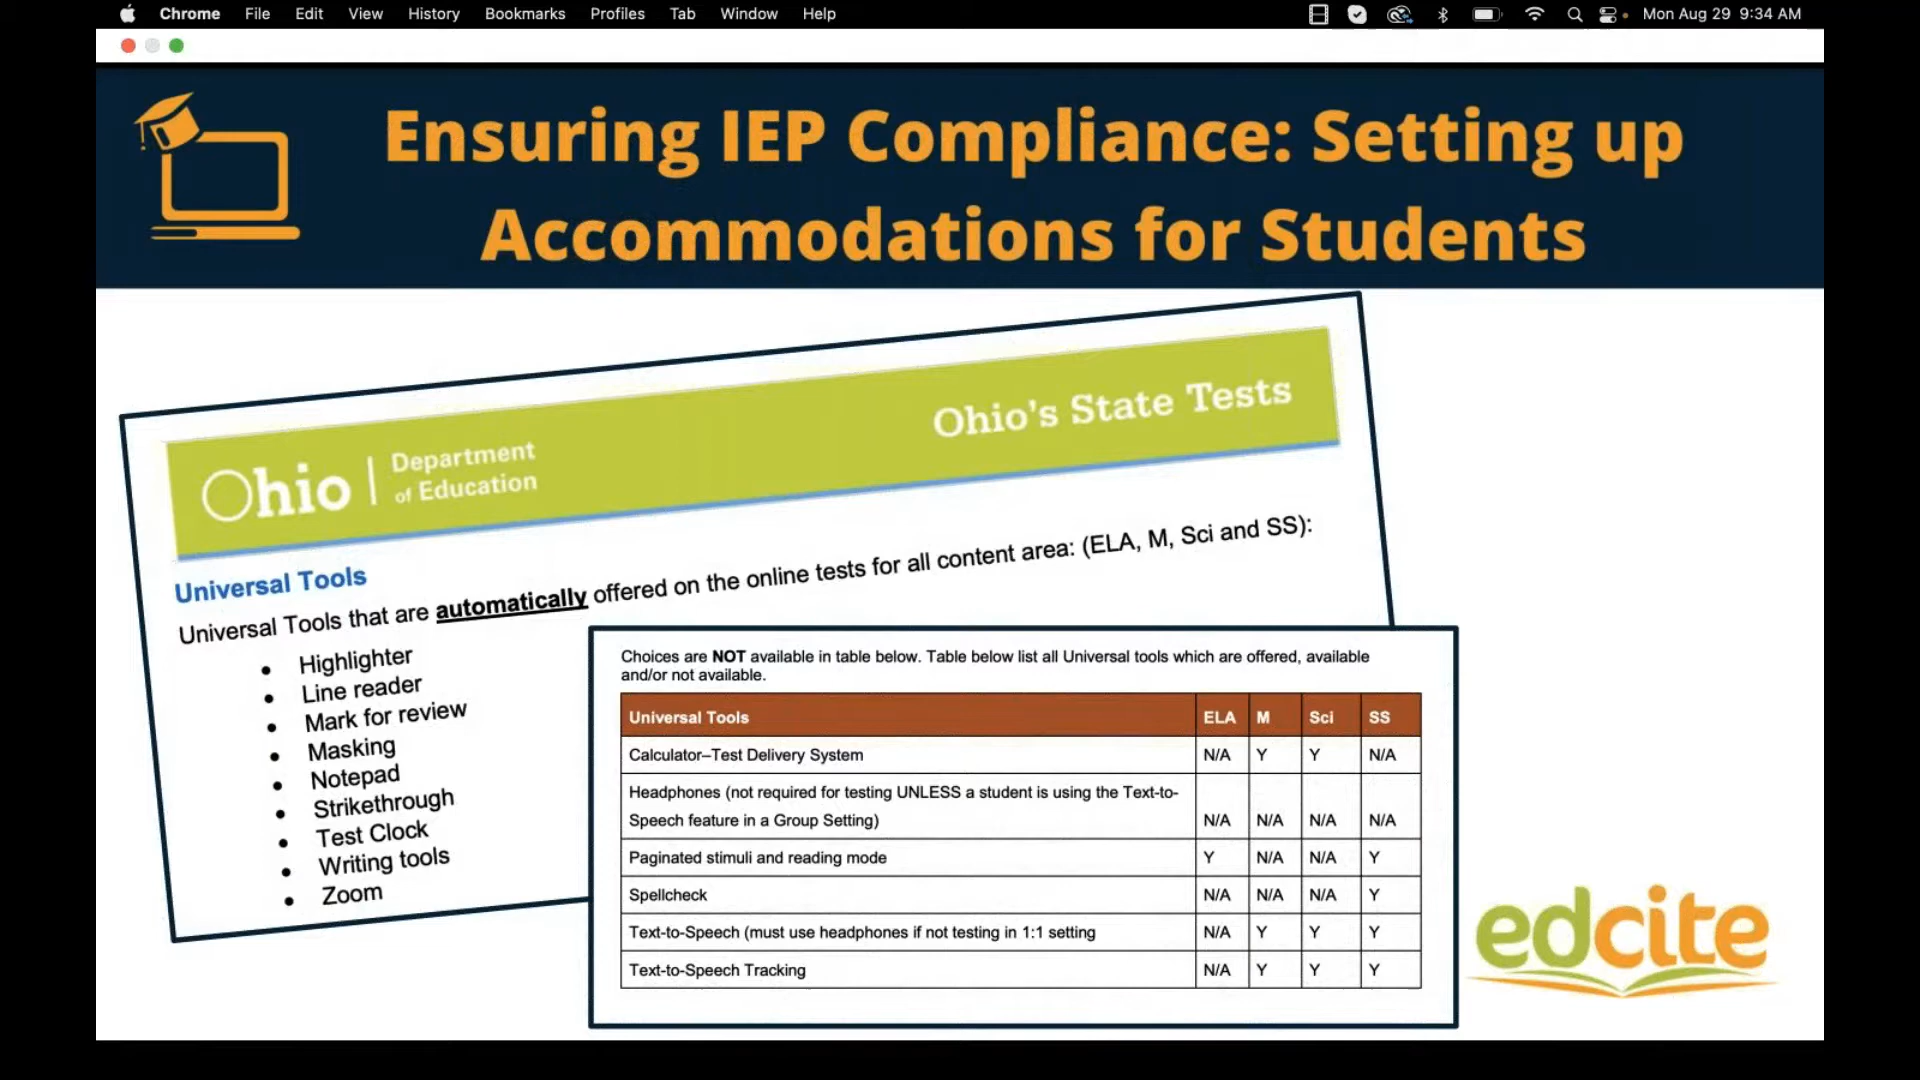 Chrome File Edit View History Bookmarks Profiles Tab Window Help Mon Aug 29 9:34 AM
Ensuring IEP Compliance: Setting up
Accommodations for Students
Ohio | Department of Education
Ohio's State Tests
Universal Tools
Universal Tools that are automatically offered on the online tests for all content area: (ELA, M, Sci and SS):
• Highlighter
• Line reader
• Mark for review
• Masking
• Notepad
• Strikethrough
• Test Clock
• Writing tools
• Zoom
Choices are NOT available in table below. Table below list all Universal tools which are offered, available
and/or not available.
Universal Tools ELA M Sci SS
Calculator–Test Delivery System N/A Y Y N/A
Headphones (not required for testing UNLESS a student is using the Text-to-
Speech feature in a Group Setting) N/A N/A N/A N/A
Paginated stimuli and reading mode Y N/A N/A Y
Spellcheck N/A N/A N/A Y
Text-to-Speech (must use headphones if not testing in 1:1 setting N/A Y Y Y
Text-to-Speech Tracking N/A Y Y Y
edcite